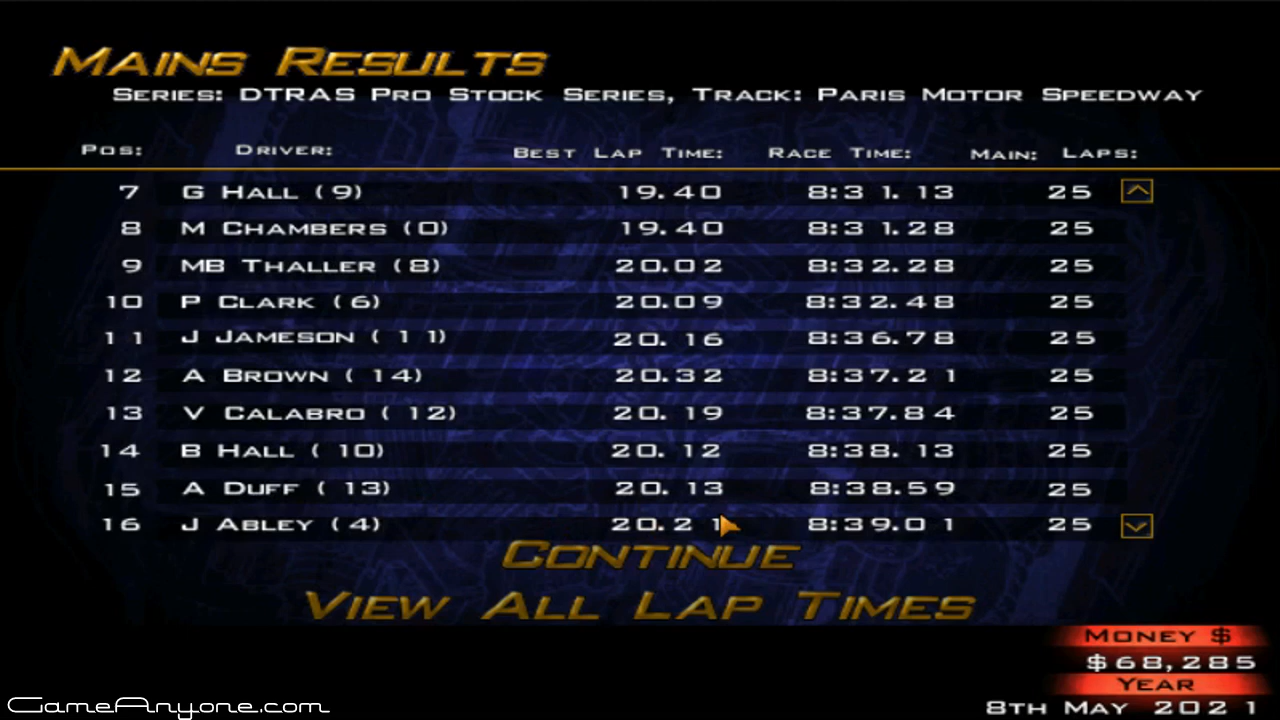 MAINS RESULTS
SERIES: DTRAS PRO STOCK SERIES, TRACK: PARIS MOTOR SPEEDWAY
POS: DRIVER: BEST LAP TIME: RACE TIME: MAIN: LAPS:
7 G HALL (9) 19.40 8:31.13 25
8 M CHAMBERS (0) 19.40 8:31.28 25
9 MB THALLER (8) 20.02 8:32.28 25
10 P CLARK (6) 20.09 8:32.48 25
11 J JAMESON (11) 20.16 8:36.78 25
12 A BROWN (14) 20.32 8:37.21 25
13 V CALABRO (12) 20.19 8:37.84 25
14 B HALL (10) 20.12 8:38.13 25
15 A DUFF (13) 20.13 8:38.59 25
16 J ABLEY (4) 20.21 8:39.01 25
CONTINUE
VIEW ALL LAP TIMES
MONEY $
$68,285
YEAR
8TH MAY 2021
GameAnyone.com